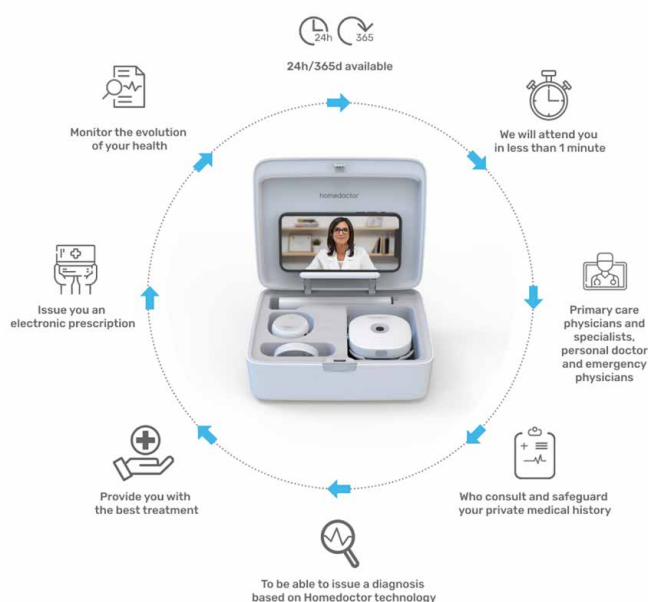 24h
365
24h/365d available
We will attend you
in less than 1 minute
Primary care
physicians and
specialists,
personal doctor
and emergency
physicians
Who consult and safeguard
your private medical history
To be able to issue a diagnosis
based on Homedoctor technology
Provide you with
the best treatment
Issue you an
electronic prescription
Monitor the evolution
of your health
homedoctor